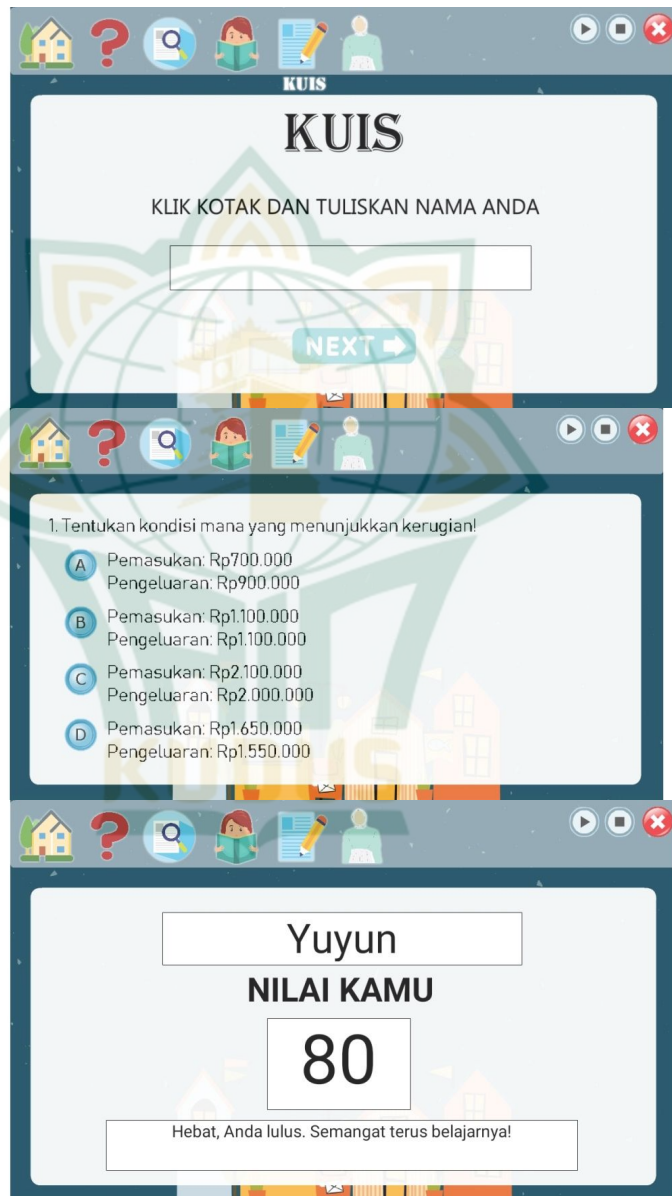 KUIS
KUIS
KLIK KOTAK DAN TULISKAN NAMA ANDA
NEXT
1. Tentukan kondisi mana yang menunjukkan kerugian!
A Pemasukan: Rp700.000
Pengeluaran: Rp900.000
B Pemasukan: Rp1.100.000
Pengeluaran: Rp1.100.000
C Pemasukan: Rp2.100.000
Pengeluaran: Rp2.000.000
D Pemasukan: Rp1.650.000
Pengeluaran: Rp1.550.000
KUDUS
Yuyun
NILAI KAMU
80
Hebat, Anda lulus. Semangat terus belajarnya!